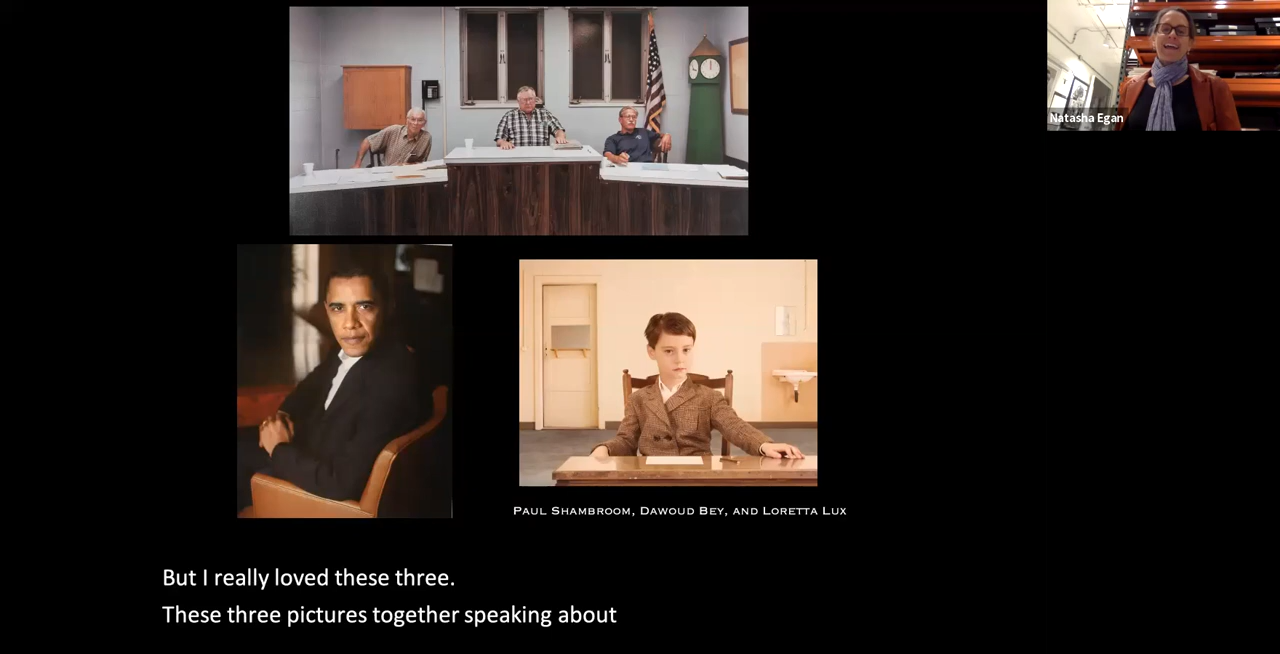 Natasha Egan
Paul Shambroom, Dawoud Bey, and Loretta Lux
But I really loved these three.
These three pictures together speaking about